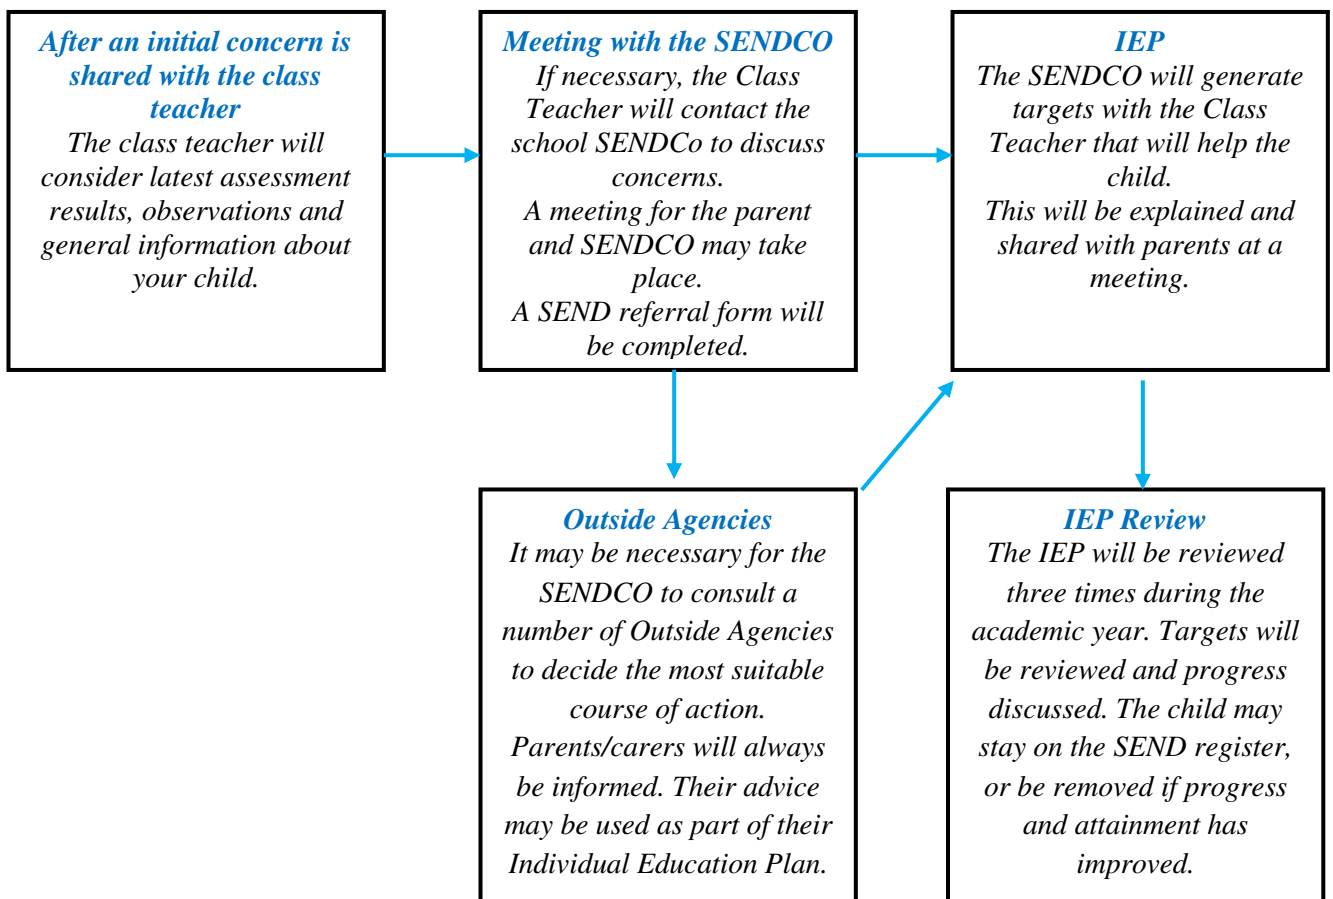 After an initial concern is
shared with the class
teacher
The class teacher will
consider latest assessment
results, observations and
general information about
your child.
Meeting with the SENDCO
If necessary, the Class
Teacher will contact the
school SENDCo to discuss
concerns.
A meeting for the parent
and SENDCO may take
place.
A SEND referral form will
be completed.
IEP
The SENDCO will generate
targets with the Class
Teacher that will help the
child.
This will be explained and
shared with parents at a
meeting.
Outside Agencies
It may be necessary for the
SENDCO to consult a
number of Outside Agencies
to decide the most suitable
course of action.
Parents/carers will always
be informed. Their advice
may be used as part of their
Individual Education Plan.
IEP Review
The IEP will be reviewed
three times during the
academic year. Targets will
be reviewed and progress
discussed. The child may
stay on the SEND register,
or be removed if progress
and attainment has
improved.